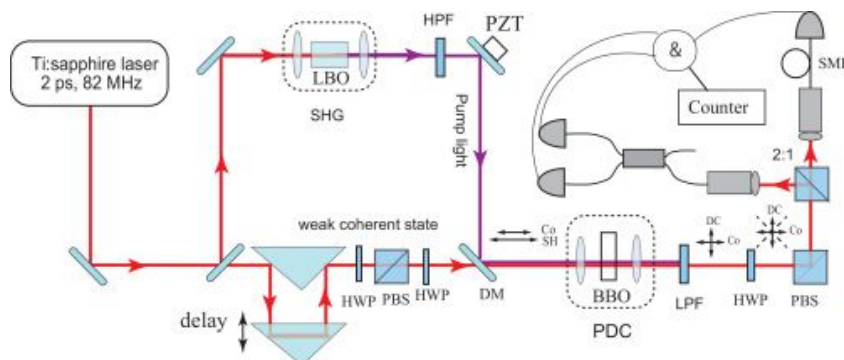 Ti:sapphire laser
2 ps, 82 MHz
LBO
SHG
HPF
PZT
Pump light
&
SMF
Counter
2:1
weak coherent state
HWP
PBS
HWP
delay
DM
Co
SH
BBO
PDC
LPF
DC
Co
HWP
DC
Co
PBS